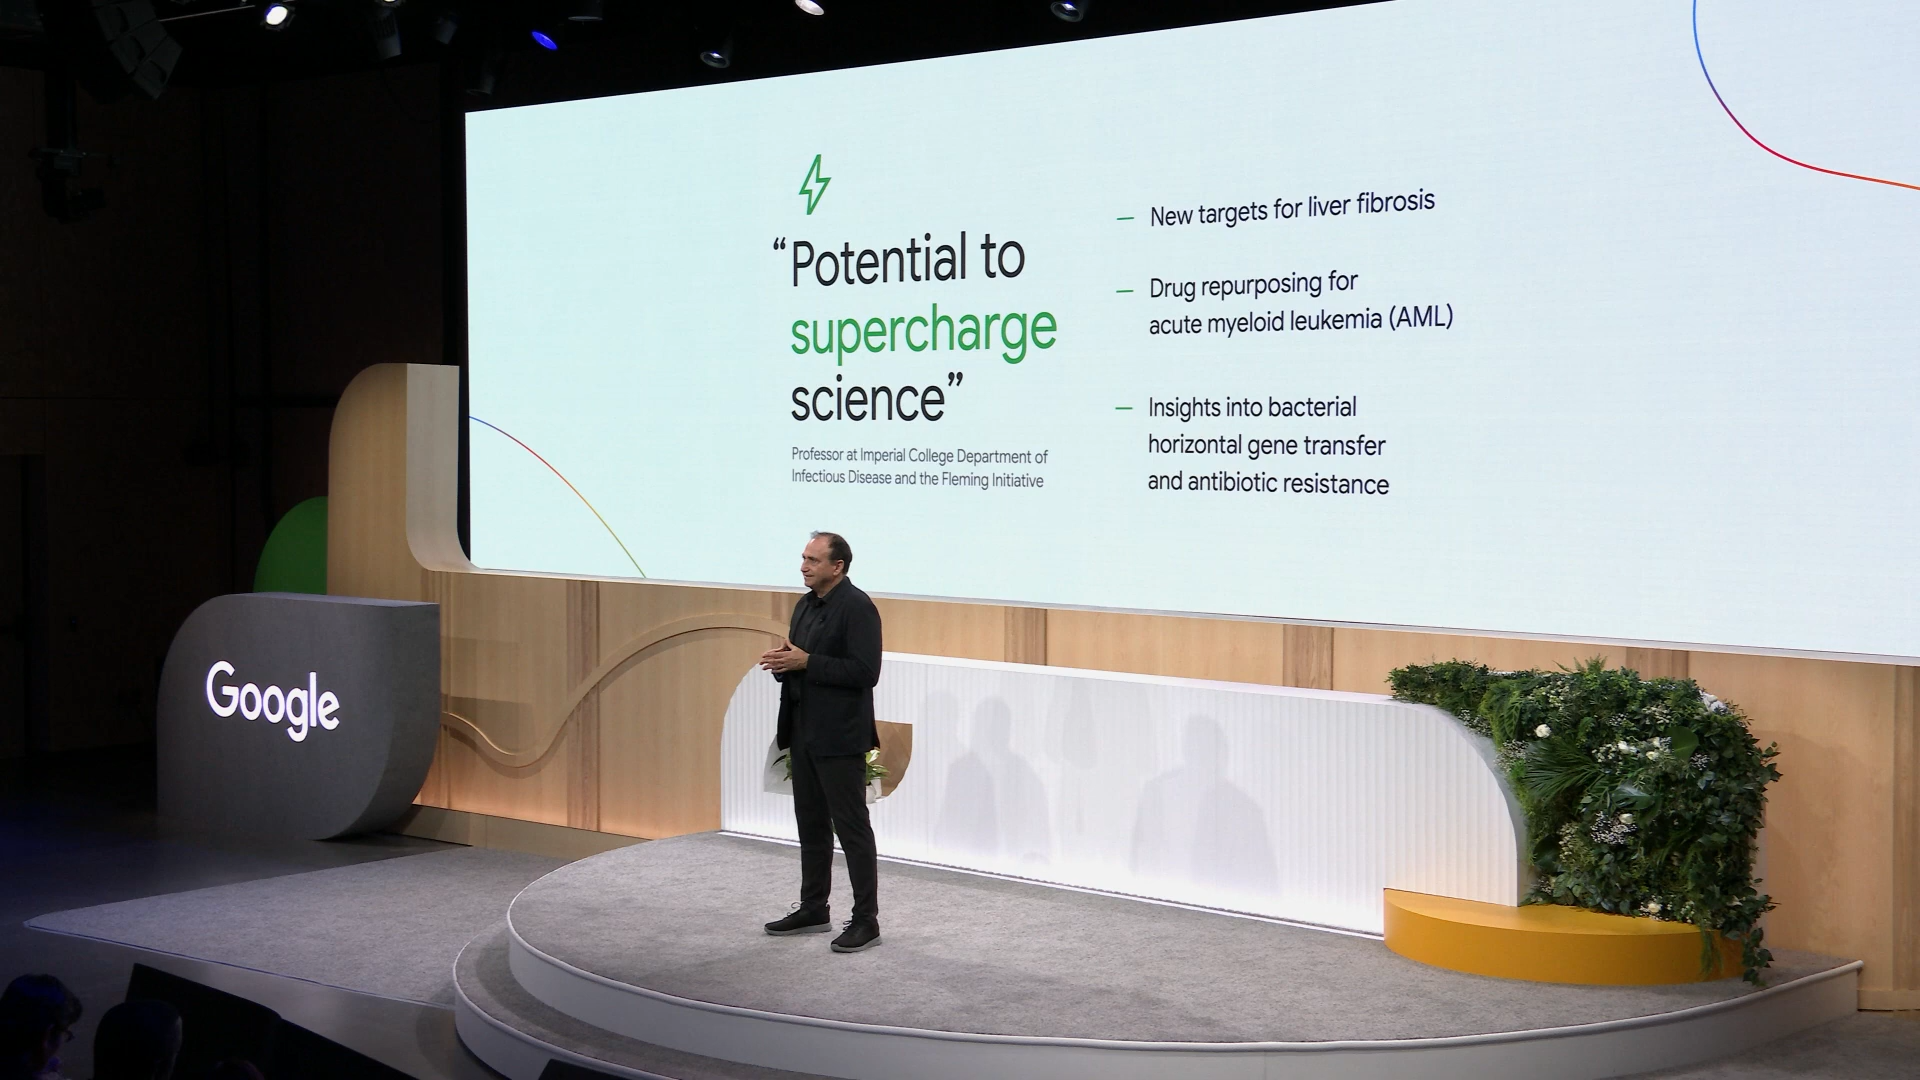 “Potential to
supercharge
science”
Professor at Imperial College Department of
Infectious Disease and the Fleming Initiative
— New targets for liver fibrosis
— Drug repurposing for
acute myeloid leukemia (AML)
— Insights into bacterial
horizontal gene transfer
and antibiotic resistance
Google